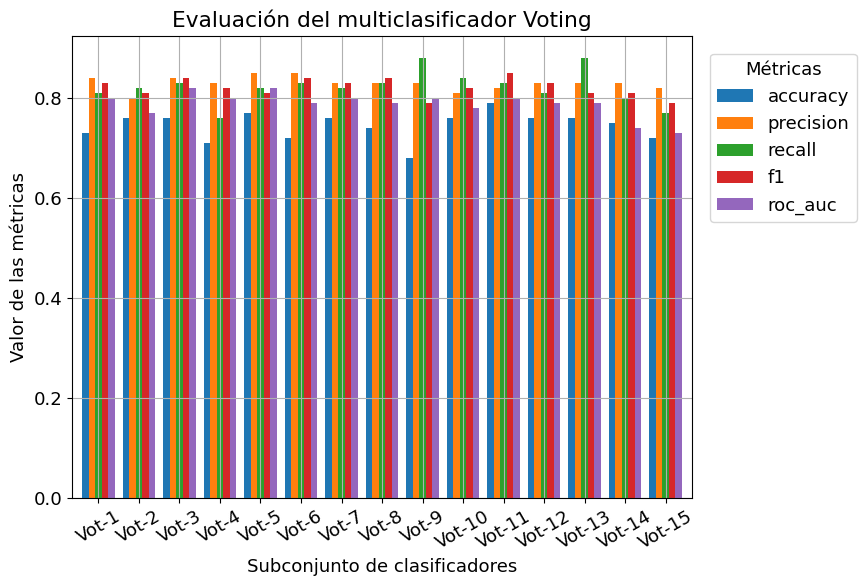 Evaluación del multiclasificador Voting
Valor de las métricas
0.8
0.6
0.4
0.2
0.0
Vot-1
Vot-2
Vot-3
Vot-4
Vot-5
Vot-6
Vot-7
Vot-8
Vot-9
Vot-10
Vot-11
Vot-12
Vot-13
Vot-14
Vot-15
Subconjunto de clasificadores
Métricas
accuracy
precision
recall
f1
roc_auc